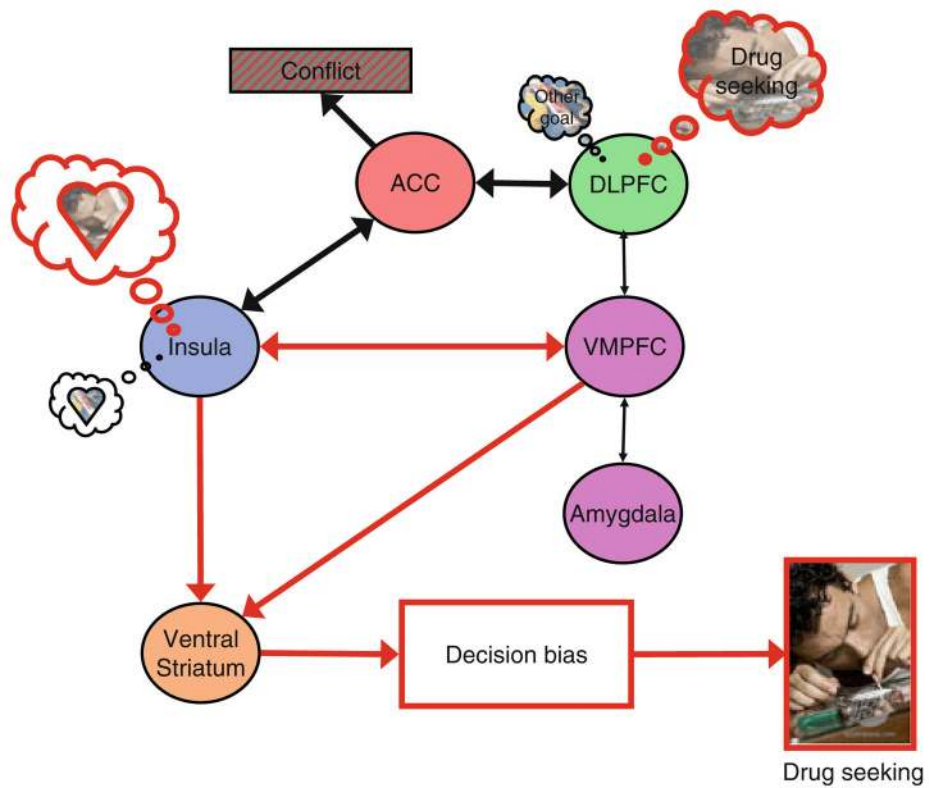 Conflict
Drug
seeking
Other
goal
ACC
DLPFC
Insula
VMPFC
Amygdala
Ventral
Striatum
Decision bias
Drug seeking